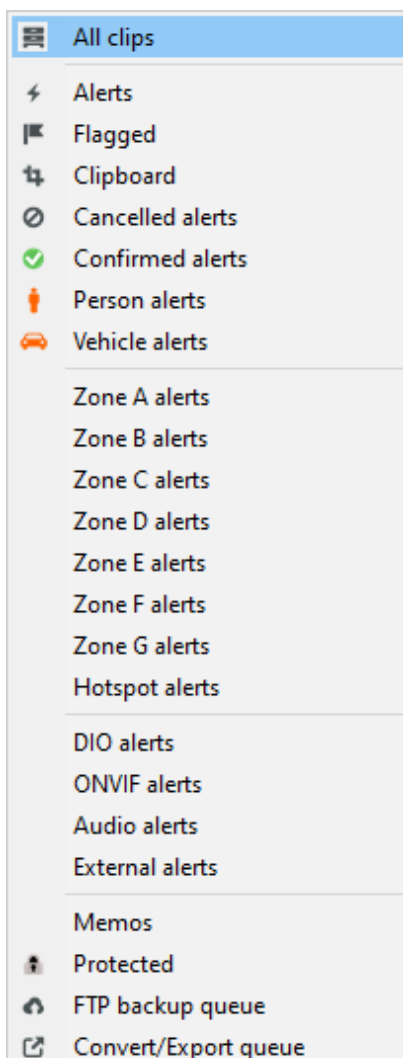 All clips
Alerts
Flagged
Clipboard
Cancelled alerts
Confirmed alerts
Person alerts
Vehicle alerts
Zone A alerts
Zone B alerts
Zone C alerts
Zone D alerts
Zone E alerts
Zone F alerts
Zone G alerts
Hotspot alerts
DIO alerts
ONVIF alerts
Audio alerts
External alerts
Memos
Protected
FTP backup queue
Convert/Export queue